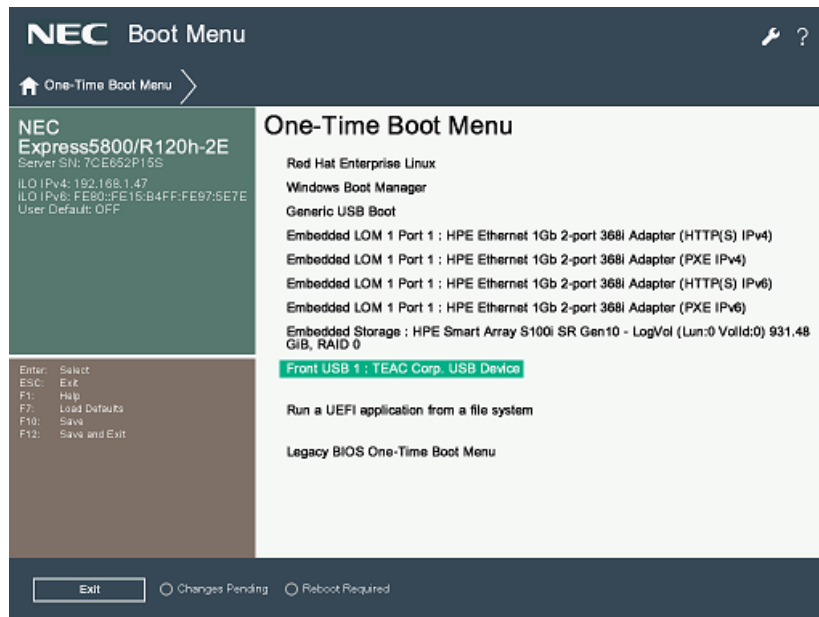 NEC Boot Menu
?
One-Time Boot Menu
NEC
Express5800/R120h-2E
Server SN: 7CE652P15S
iLO IPv4: 192.168.1.47
iLO IPv6: FE80::FE15:B4FF:FE97:5E7E
User Default: OFF
Enter: Select
ESC: Exit
F1: Help
F7: Load Defaults
F10: Save
F12: Save and Exit
One-Time Boot Menu
Red Hat Enterprise Linux
Windows Boot Manager
Generic USB Boot
Embedded LOM 1 Port 1 : HPE Ethernet 1Gb 2-port 368i Adapter (HTTP(S) IPv4)
Embedded LOM 1 Port 1 : HPE Ethernet 1Gb 2-port 368i Adapter (PXE IPv4)
Embedded LOM 1 Port 1 : HPE Ethernet 1Gb 2-port 368i Adapter (HTTP(S) IPv6)
Embedded LOM 1 Port 1 : HPE Ethernet 1Gb 2-port 368i Adapter (PXE IPv6)
Embedded Storage : HPE Smart Array S100i SR Gen10 - LogVol (Lun:0 VolId:0) 931.48
GiB, RAID 0
Front USB 1 : TEAC Corp. USB Device
Run a UEFI application from a file system
Legacy BIOS One-Time Boot Menu
Exit
Changes Pending
Reboot Required